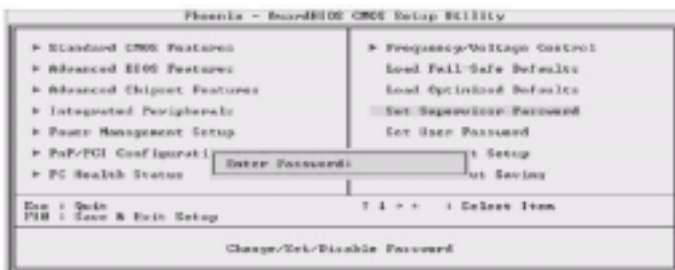 Phoenix - AwardBIOS CMOS Setup Utility
▶ Standard CMOS Features
▶ Advanced BIOS Features
▶ Advanced Chipset Features
▶ Integrated Peripherals
▶ Power Management Setup
▶ PnP/PCI Configurati
▶ PC Health Status
▶ Frequency/Voltage Control
Load Fail-Safe Defaults
Load Optimized Defaults
Set Supervisor Password
Set User Password
t Setup
ut Saving
Enter Password:
Esc : Quit
F10 : Save & Exit Setup
↑ ↓ → ← : Select Item
Change/Set/Disable Password